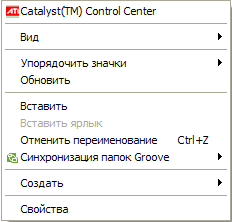 ATI Catalyst(TM) Control Center
Вид
Упорядочить значки
Обновить
Вставить
Вставить ярлык
Отменить переименование Ctrl+Z
Синхронизация папок Groove
Создать
Свойства